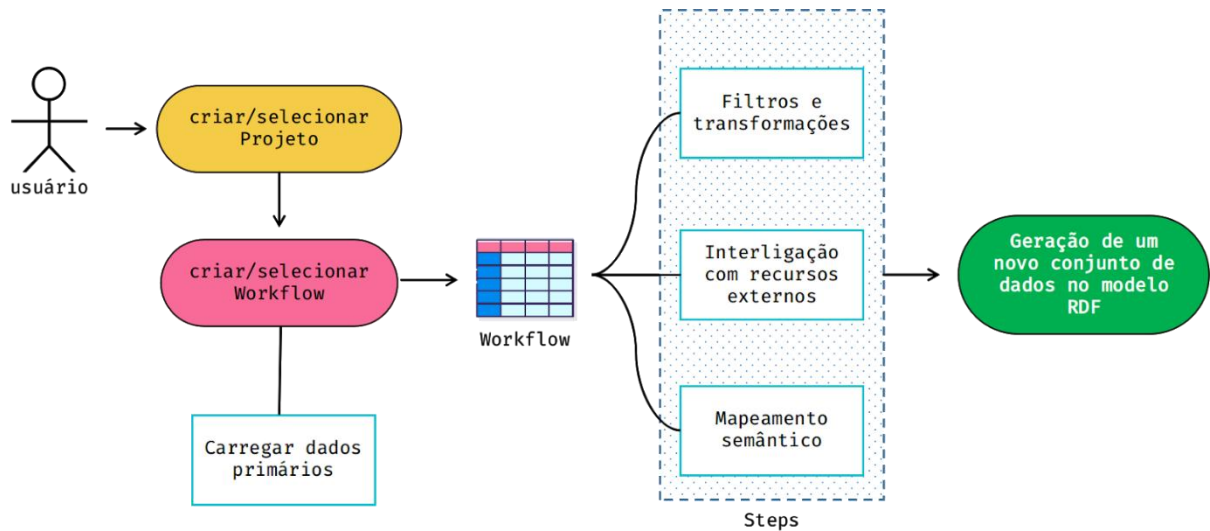 usuário
criar/selecionar
Projeto
criar/selecionar
Workflow
Carregar dados
primários
Workflow
Filtros e
transformações
Interligação
com recursos
externos
Mapeamento
semântico
Steps
Geração de um
novo conjunto de
dados no modelo
RDF